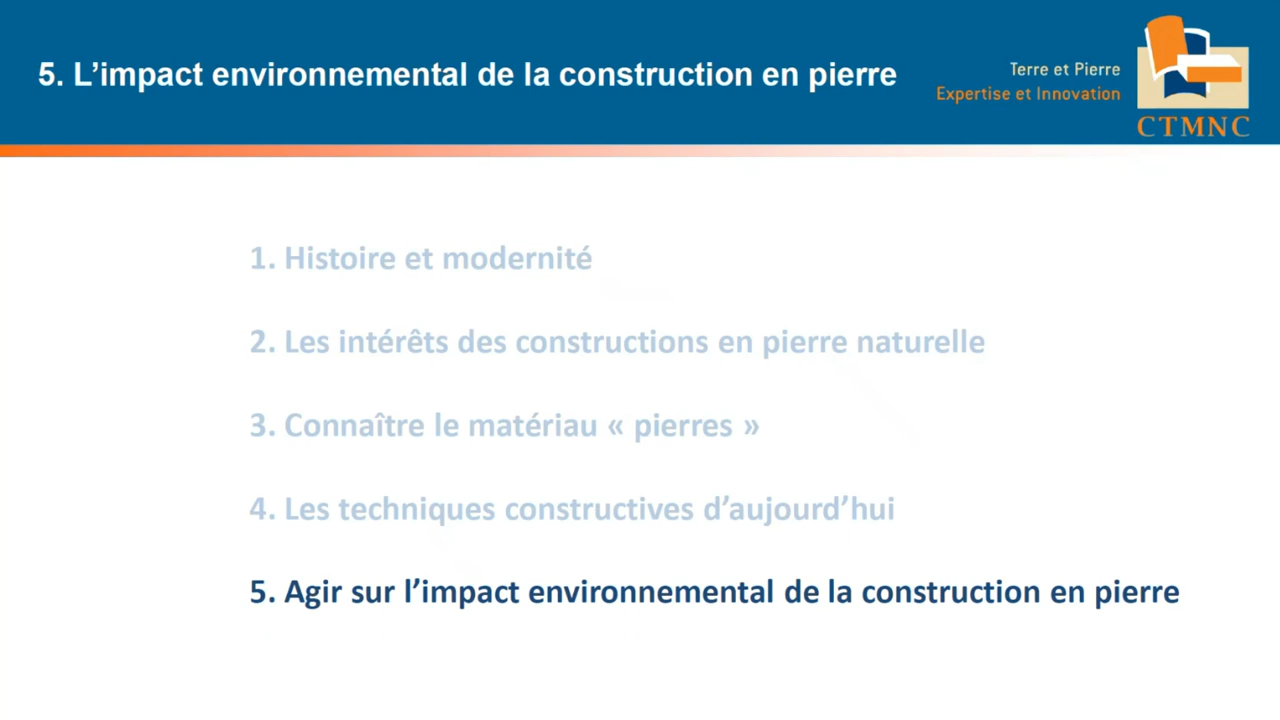 5. L’impact environnemental de la construction en pierre
Terre et Pierre
Expertise et Innovation
CTMNC
1. Histoire et modernité
2. Les intérêts des constructions en pierre naturelle
3. Connaître le matériau « pierres »
4. Les techniques constructives d’aujourd’hui
5. Agir sur l’impact environnemental de la construction en pierre